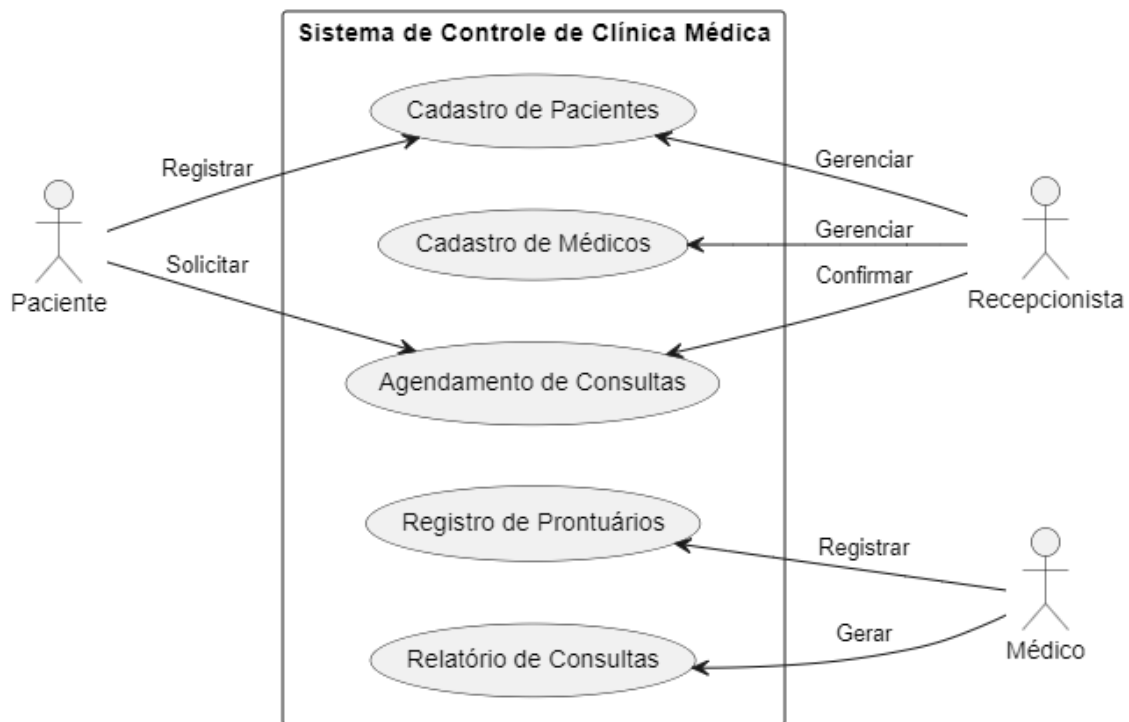 Sistema de Controle de Clínica Médica
Cadastro de Pacientes
Registrar
Gerenciar
Cadastro de Médicos
Gerenciar
Solicitar
Confirmar
Paciente
Recepcionista
Agendamento de Consultas
Registro de Prontuários
Registrar
Gerar
Médico
Relatório de Consultas